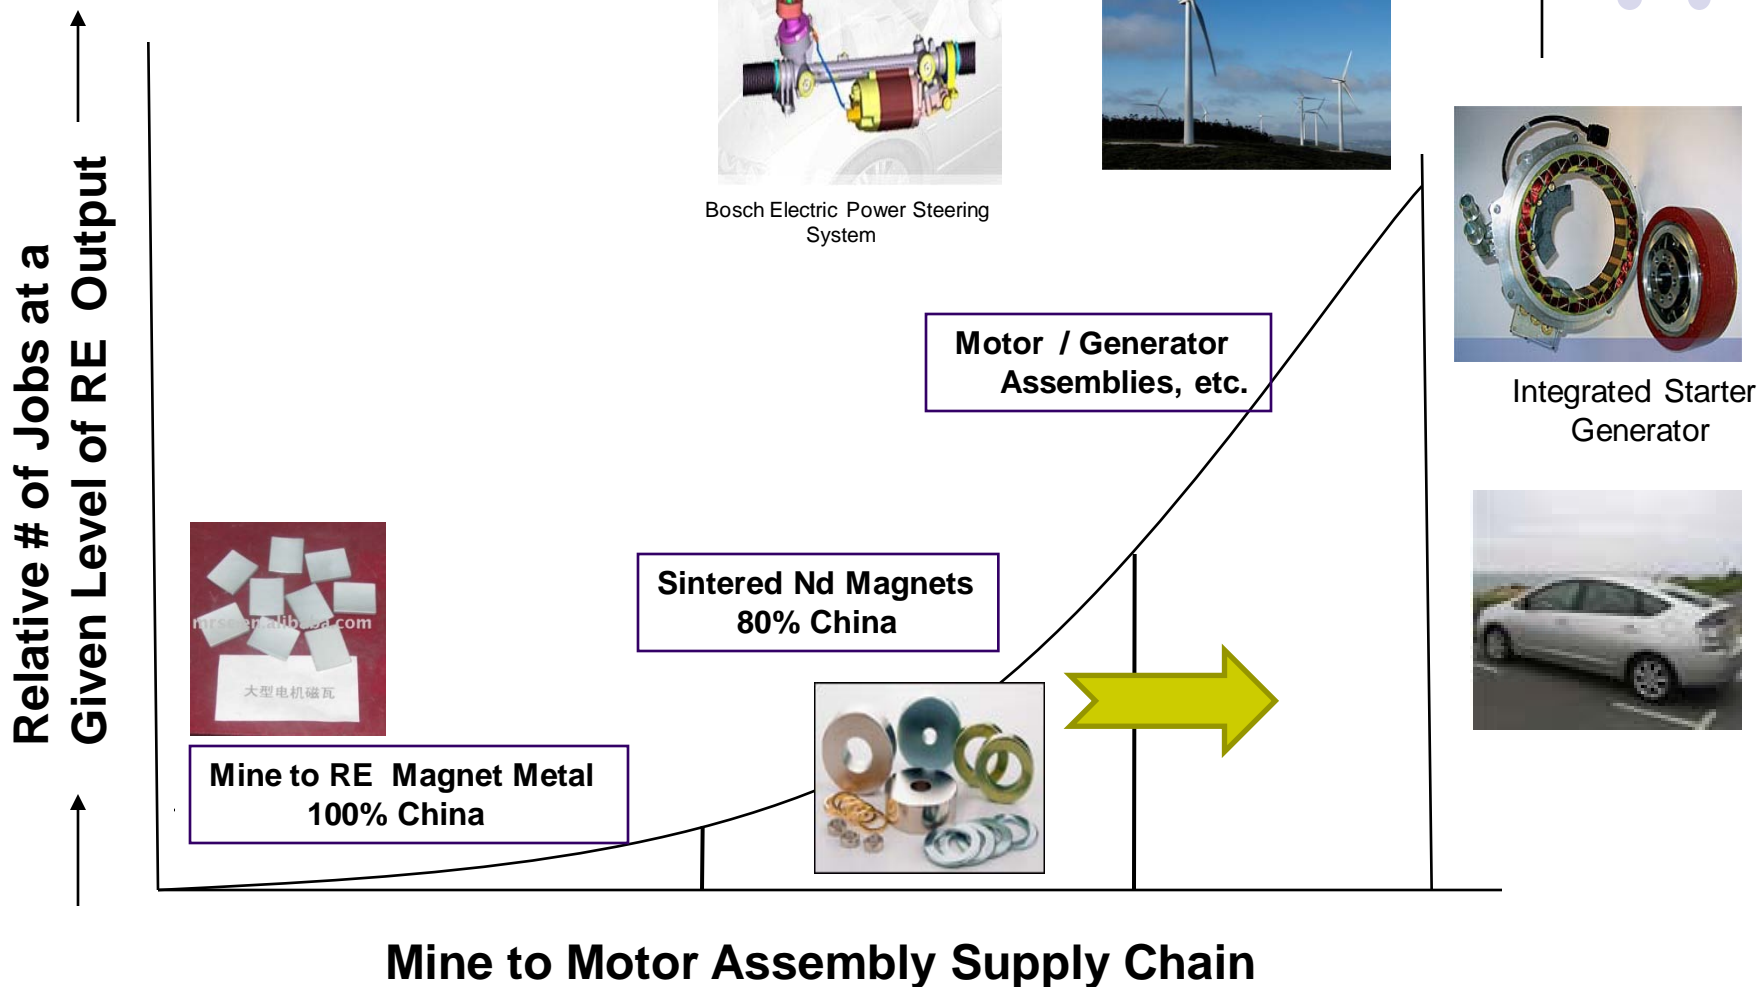 Relative # of Jobs at a
Given Level of RE Output
Bosch Electric Power Steering
System
Motor / Generator
Assemblies, etc.
Integrated Starter
Generator
Sintered Nd Magnets
80% China
大型电机磁瓦
Mine to RE Magnet Metal
100% China
Mine to Motor Assembly Supply Chain